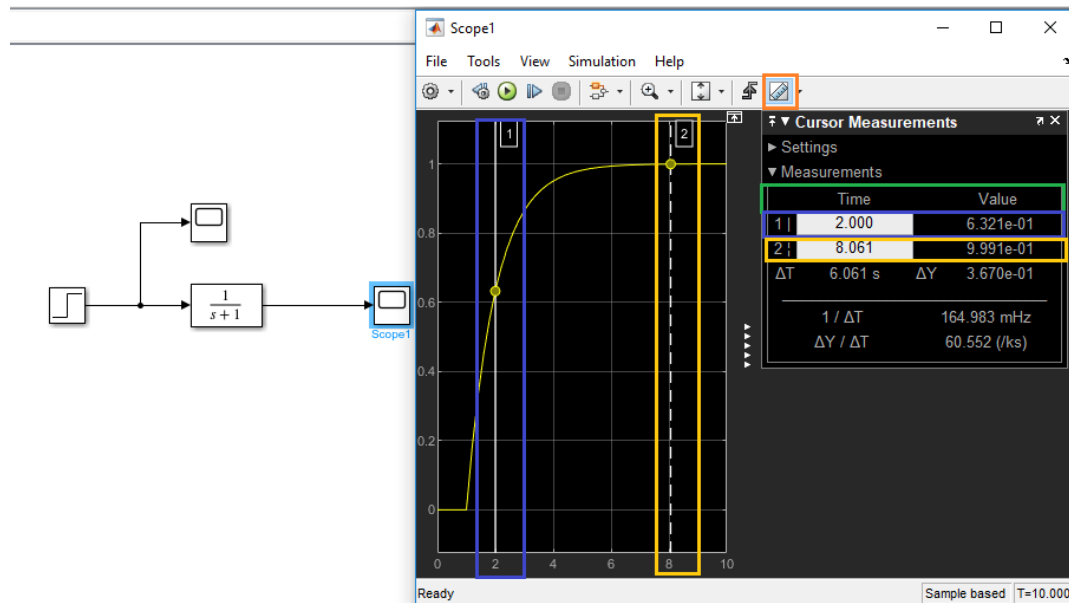 Scope1
File Tools View Simulation Help
1 2
Cursor Measurements
Settings
Measurements
Time Value
1 | 2.000 6.321e-01
2 ¦ 8.061 9.991e-01
ΔT 6.061 s ΔY 3.670e-01
1 / ΔT 164.983 mHz
ΔY / ΔT 60.552 (/ks)
1
0.8
0.6
0.4
0.2
0
0 2 4 6 8 10
Ready Sample based T=10.000
1
s + 1
Scope1